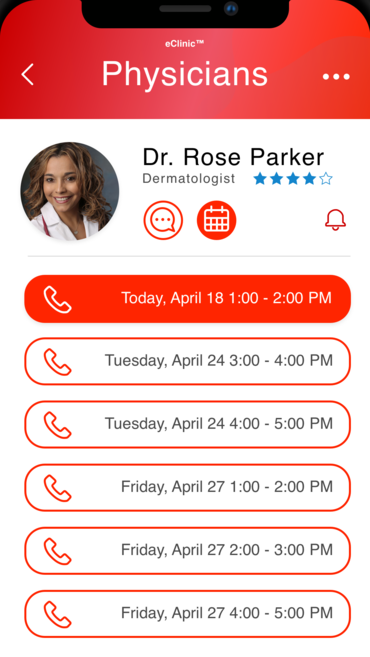 eClinic™
Physicians
Dr. Rose Parker
Dermatologist
Today, April 18 1:00 - 2:00 PM
Tuesday, April 24 3:00 - 4:00 PM
Tuesday, April 24 4:00 - 5:00 PM
Friday, April 27 1:00 - 2:00 PM
Friday, April 27 2:00 - 3:00 PM
Friday, April 27 4:00 - 5:00 PM